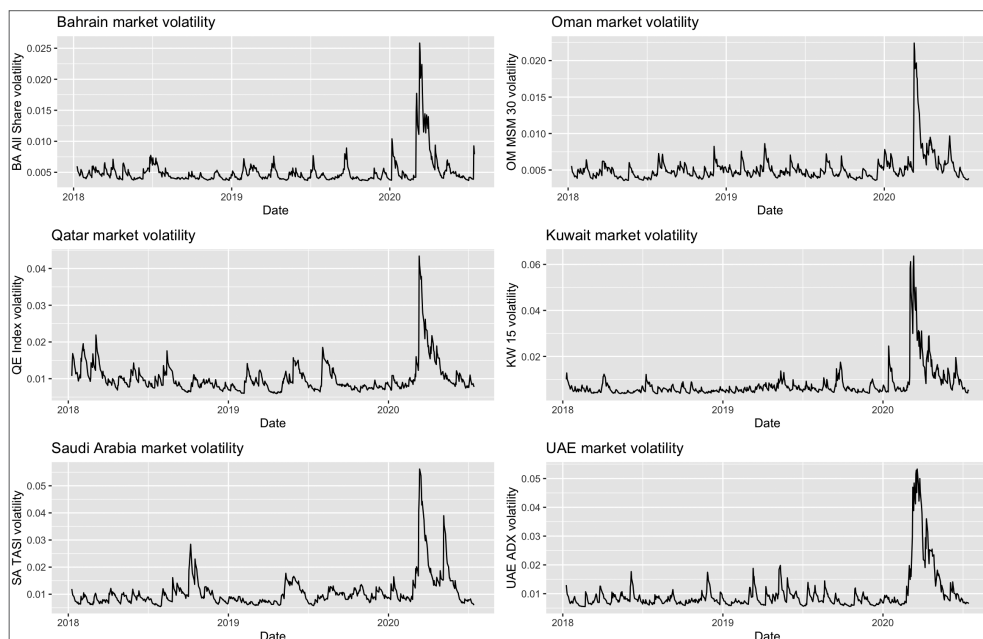 Bahrain market volatility
BA All Share volatility
0.025
0.020
0.015
0.010
0.005
2018
2019
2020
Date
Oman market volatility
OM MSM 30 volatility
0.020
0.015
0.010
0.005
2018
2019
2020
Date
Qatar market volatility
QE Index volatility
0.04
0.03
0.02
0.01
2018
2019
2020
Date
Kuwait market volatility
KW 15 volatility
0.06
0.04
0.02
2018
2019
2020
Date
Saudi Arabia market volatility
SA TASI volatility
0.05
0.04
0.03
0.02
0.01
2018
2019
2020
Date
UAE market volatility
UAE ADX volatility
0.05
0.04
0.03
0.02
0.01
2018
2019
2020
Date